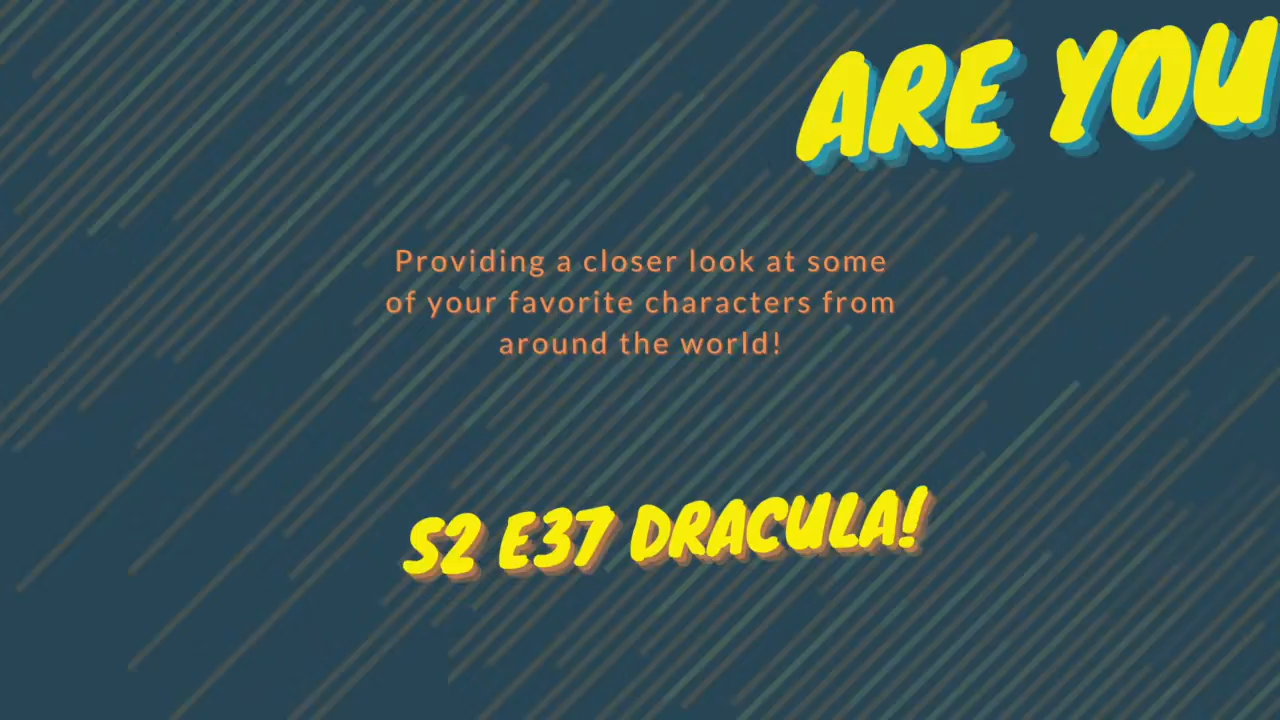 ARE YOU
Providing a closer look at some
of your favorite characters from
around the world!
S2 E37 DRACULA!